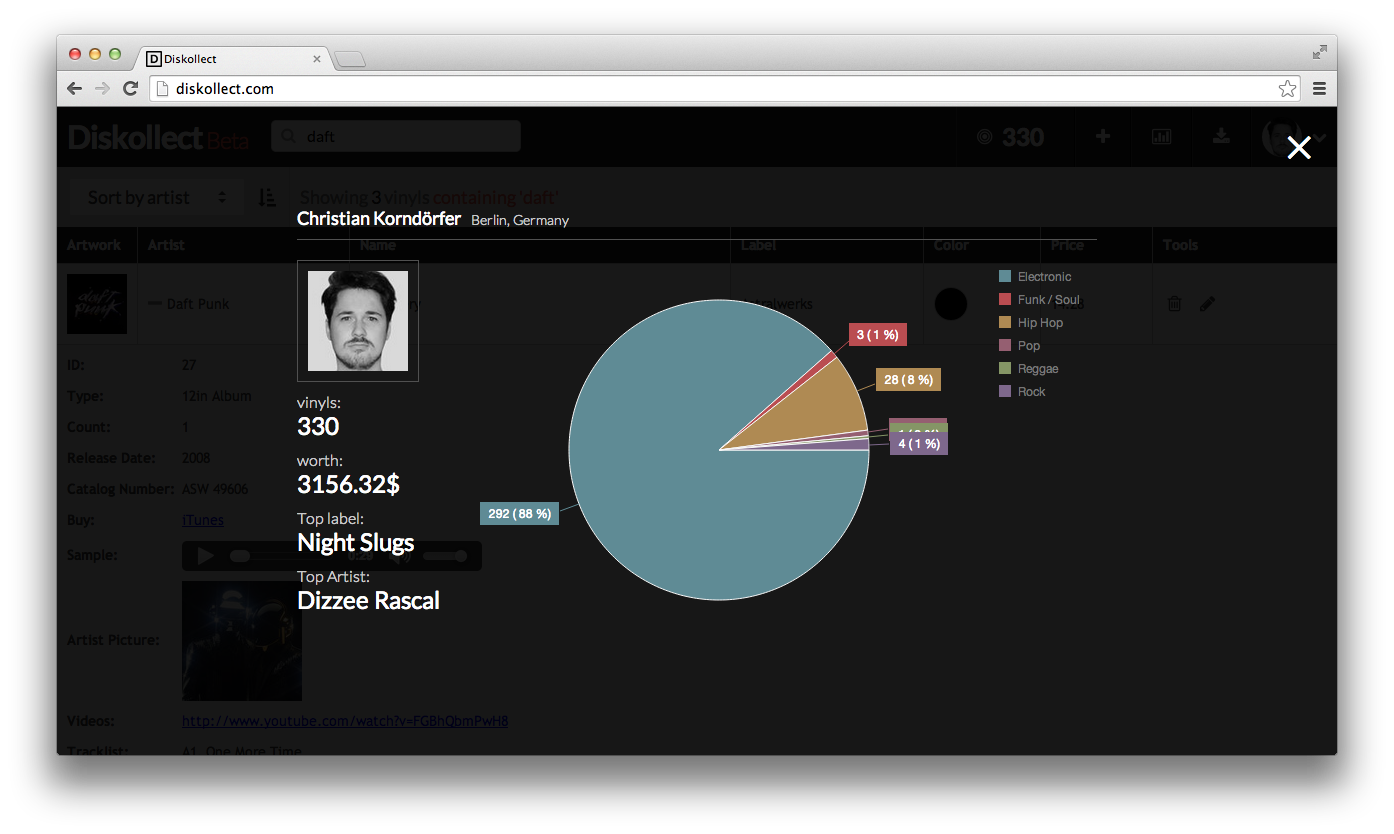 Diskollect
diskollect.com
Diskollect Beta
daft
330
Sort by artist
Showing 3 vinyls containing 'daft'
Christian Korndörfer Berlin, Germany
Artwork Artist Name Label Color Price Tools
Daft Punk
Electronic
Funk / Soul
Hip Hop
Pop
Reggae
Rock
3 (1 %)
28 (8 %)
4 (1 %)
292 (88 %)
vinyls:
330
worth:
3156.32$
Top label:
Night Slugs
Top Artist:
Dizzee Rascal
ID: 27
Type: 12in Album
Count: 1
Release Date: 2008
Catalog Number: ASW 49606
Buy: iTunes
Sample:
Artist Picture:
Videos: http://www.youtube.com/watch?v=FGBhQbmPwH8
Tracklist: A1. One More Time